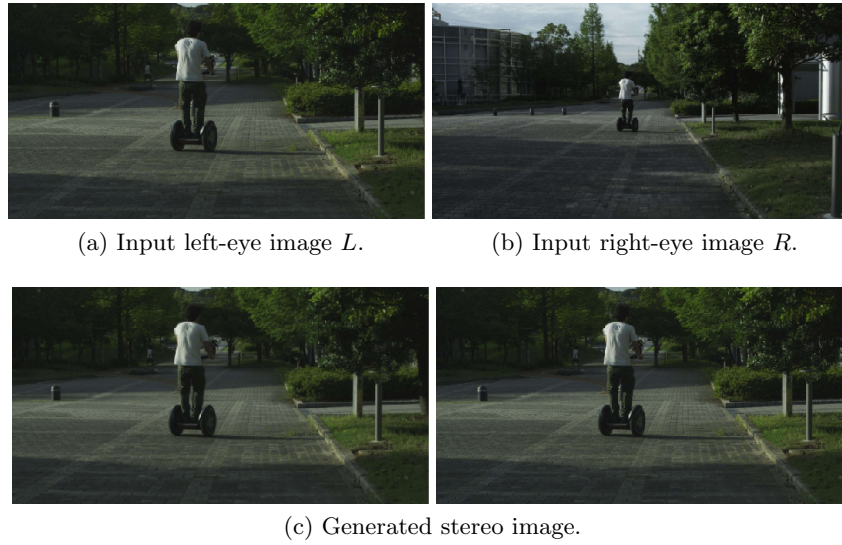 (a) Input left-eye image L.
(b) Input right-eye image R.
(c) Generated stereo image.